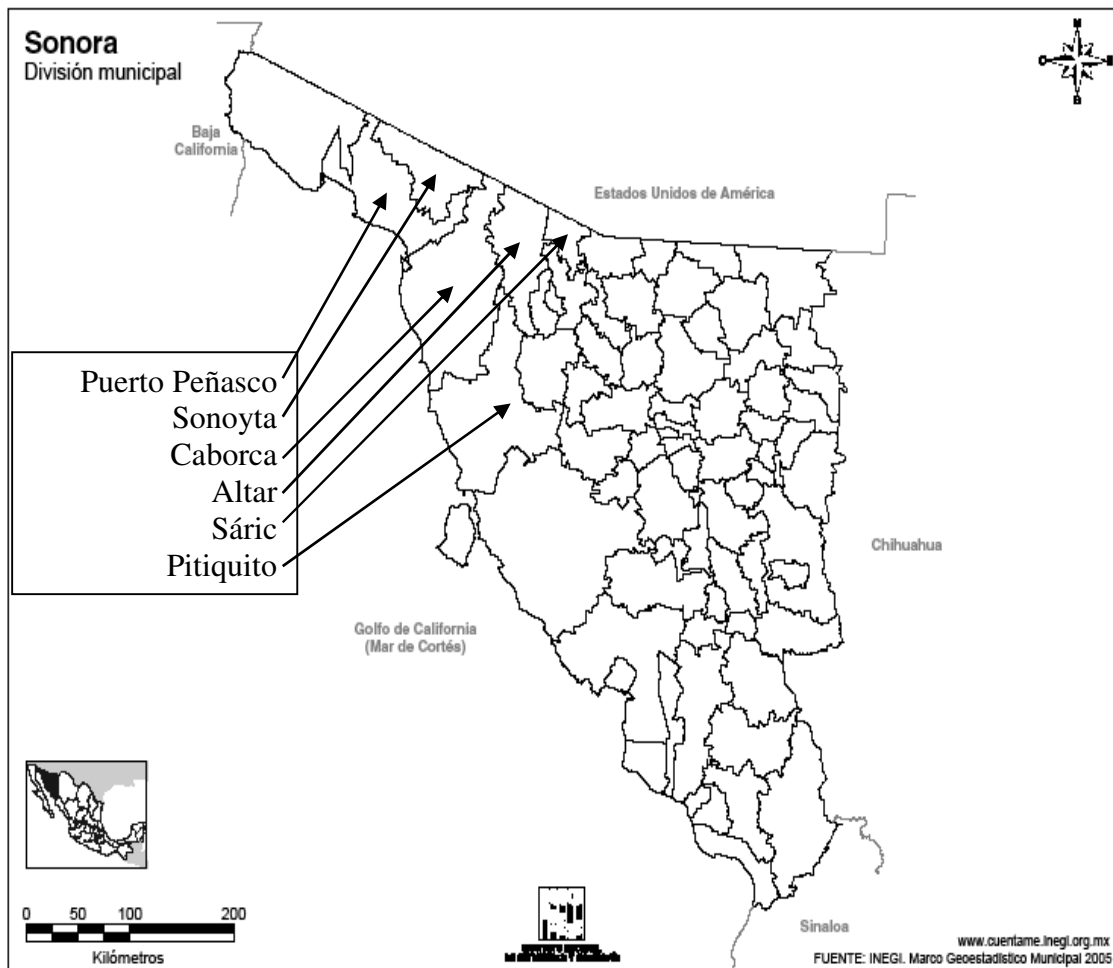 Sonora
División municipal
N
O
E
S
Baja
California
Estados Unidos de América
Puerto Peñasco
Sonoyta
Caborca
Altar
Sáric
Pitiquito
Chihuahua
Golfo de California
(Mar de Cortés)
0 50 100 200
Kilómetros
Sinaloa
www.cuentame.inegi.org.mx
FUENTE: INEGI. Marco Geoestadístico Municipal 2005